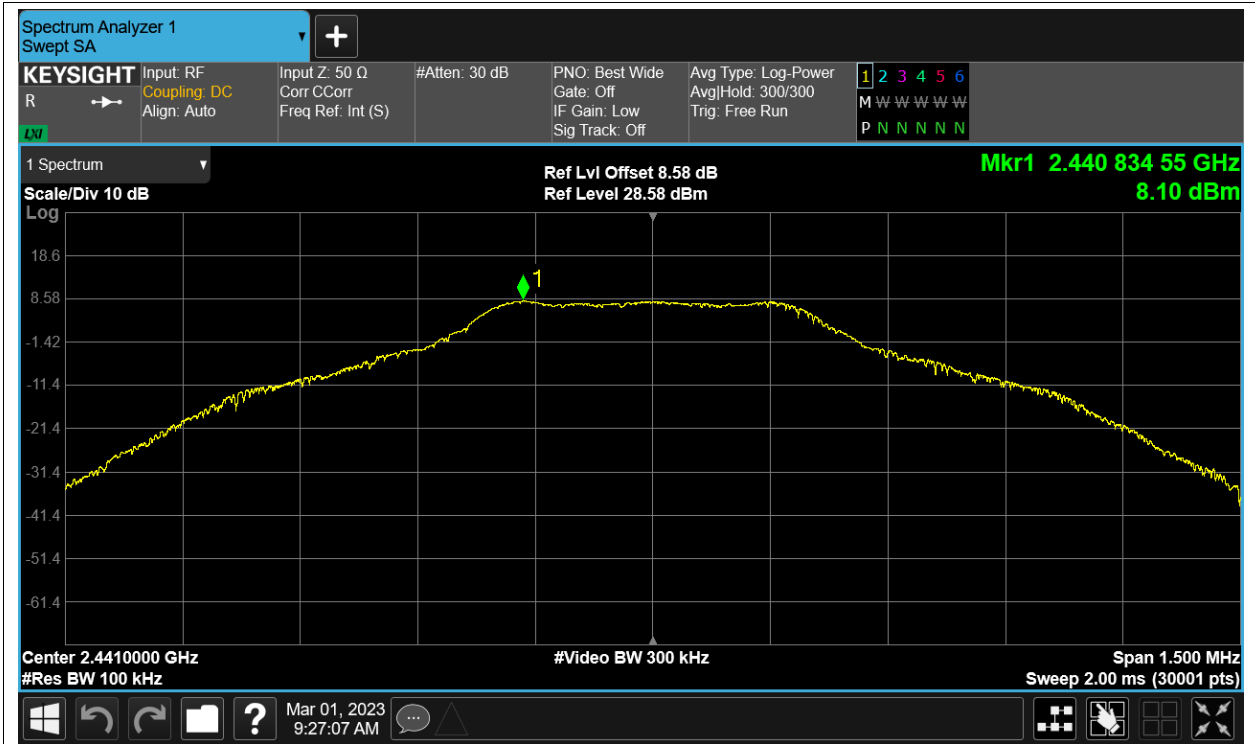 Spectrum Analyzer 1
Swept SA
+
KEYSIGHT
R
LXI
Input: RF
Coupling: DC
Align: Auto
Input Z: 50 Ω
Corr CCorr
Freq Ref: Int (S)
#Atten: 30 dB
PNO: Best Wide
Gate: Off
IF Gain: Low
Sig Track: Off
Avg Type: Log-Power
Avg|Hold: 300/300
Trig: Free Run
1 2 3 4 5 6
M W W W W W W
P N N N N N
1 Spectrum
Scale/Div 10 dB
Log
Ref Lvl Offset 8.58 dB
Ref Level 28.58 dBm
Mkr1 2.440 834 55 GHz
8.10 dBm
18.6
8.58
-1.42
-11.4
-21.4
-31.4
-41.4
-51.4
-61.4
1
Center 2.4410000 GHz
#Res BW 100 kHz
#Video BW 300 kHz
Span 1.500 MHz
Sweep 2.00 ms (30001 pts)
?
Mar 01, 2023
9:27:07 AM